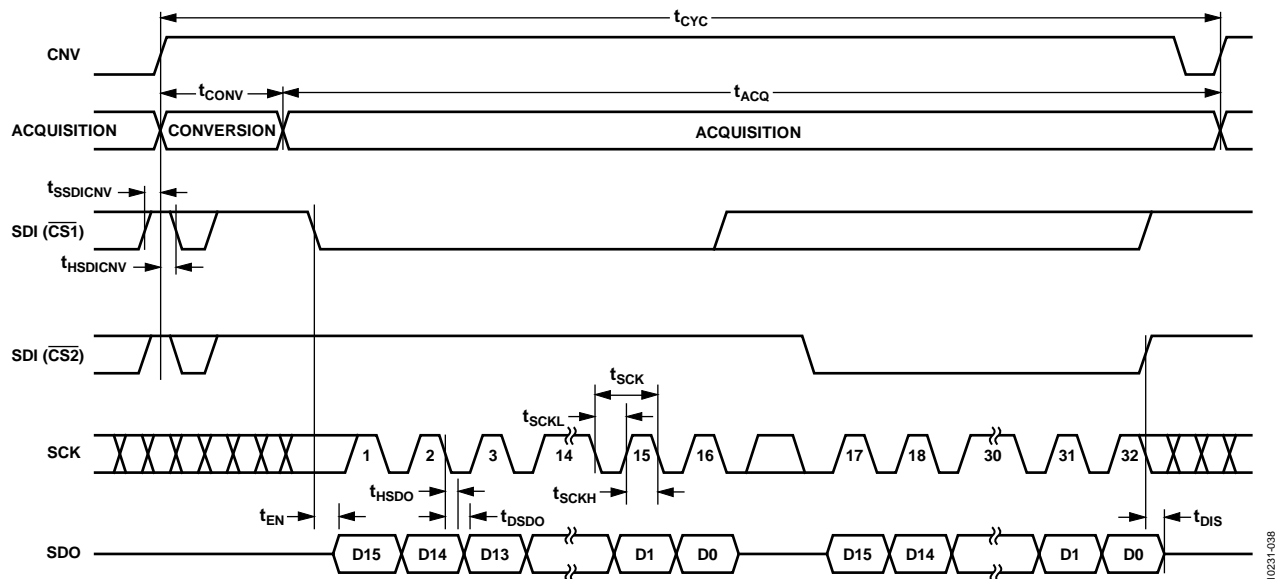 tCYC
CNV
tCONV
tACQ
ACQUISITION CONVERSION ACQUISITION
tSSDICNV
SDI (CS1)
tHSDICNV
SDI (CS2)
tSCK
tSCKL
SCK 1 2 3 14 15 16 17 18 30 31 32
tHSDO
tSCKH
tEN
tDSDO
tDIS
SDO D15 D14 D13 D1 D0 D15 D14 D1 D0
10231-038